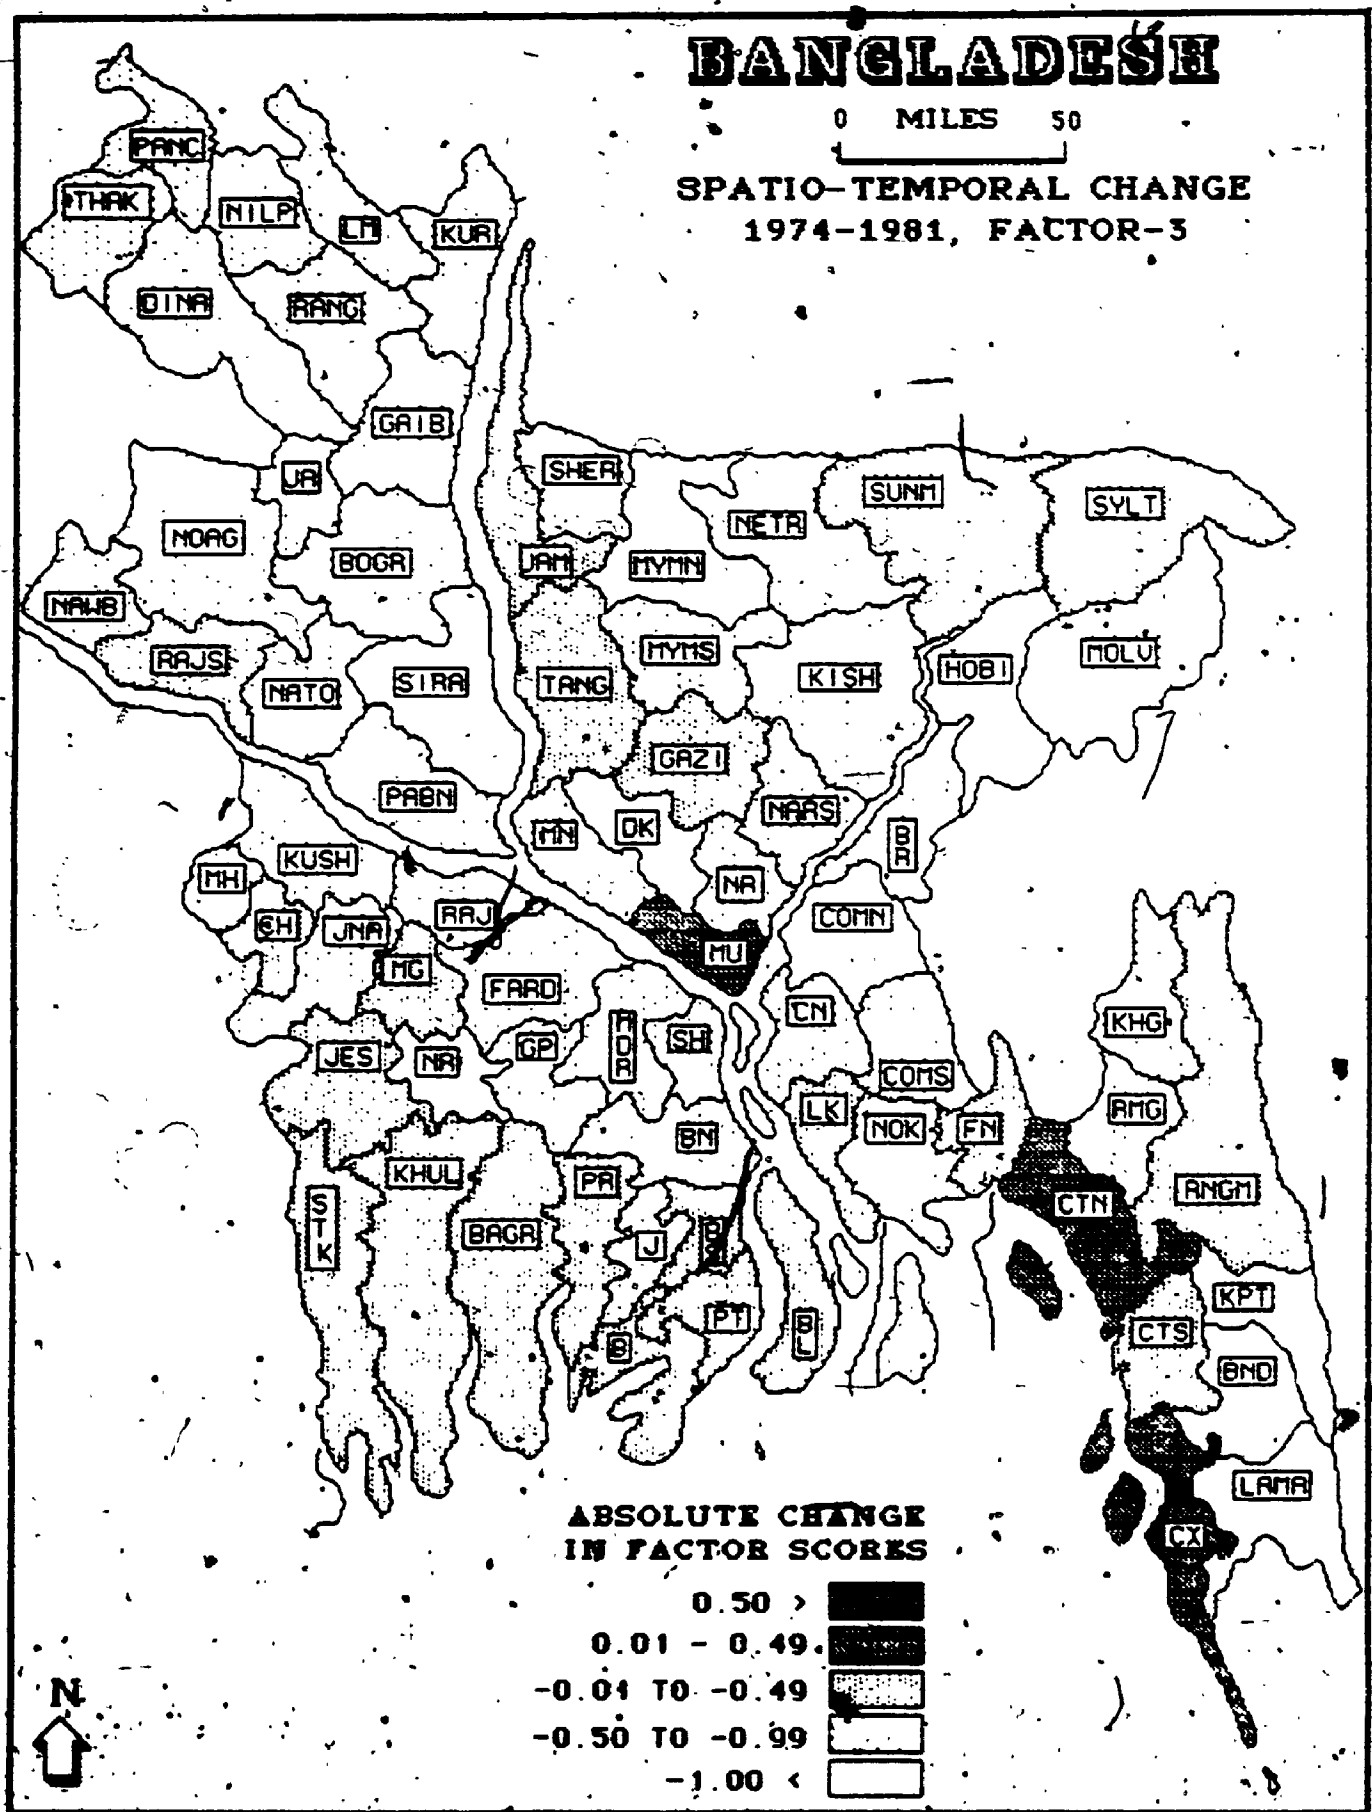 BANGLADESH
0 MILES 50
SPATIO-TEMPORAL CHANGE
1974-1981, FACTOR-3
PANC
THAK
NILP
LM
KUR
DINA
RANG
GAIB
JA
SHER
SUNM
SYLT
NETR
NOAG
BOGR
JAM
MYMN
NAWB
RAJS
NATO
SIRA
TANG
MYMS
KISH
HOBI
MOLV
GAZI
PABN
MN
DK
NARS
BA
KUSH
MH
NR
CH
JNA
RAJ
COMN
MU
MG
FARD
CN
KHG
MDR
SH
JES
NR
GP
COMS
LK
NOK
FN
RMG
BN
KHUL
PR
STK
BAGR
J
CTN
RNGM
PT
BL
B
KPT
CTS
BND
LAMA
CX
ABSOLUTE CHANGE
IN FACTOR SCORES
0.50 >
0.01 - 0.49
-0.01 TO -0.49
-0.50 TO -0.99
-1.00 <
N